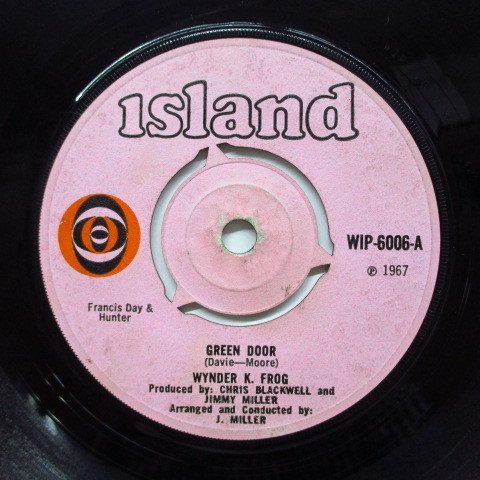 island
WIP-6006-A
℗ 1967
Francis Day &
Hunter
GREEN DOOR
(Davie—Moore)
WYNDER K. FROG
Produced by: CHRIS BLACKWELL and
JIMMY MILLER
Arranged and Conducted by:
J. MILLER